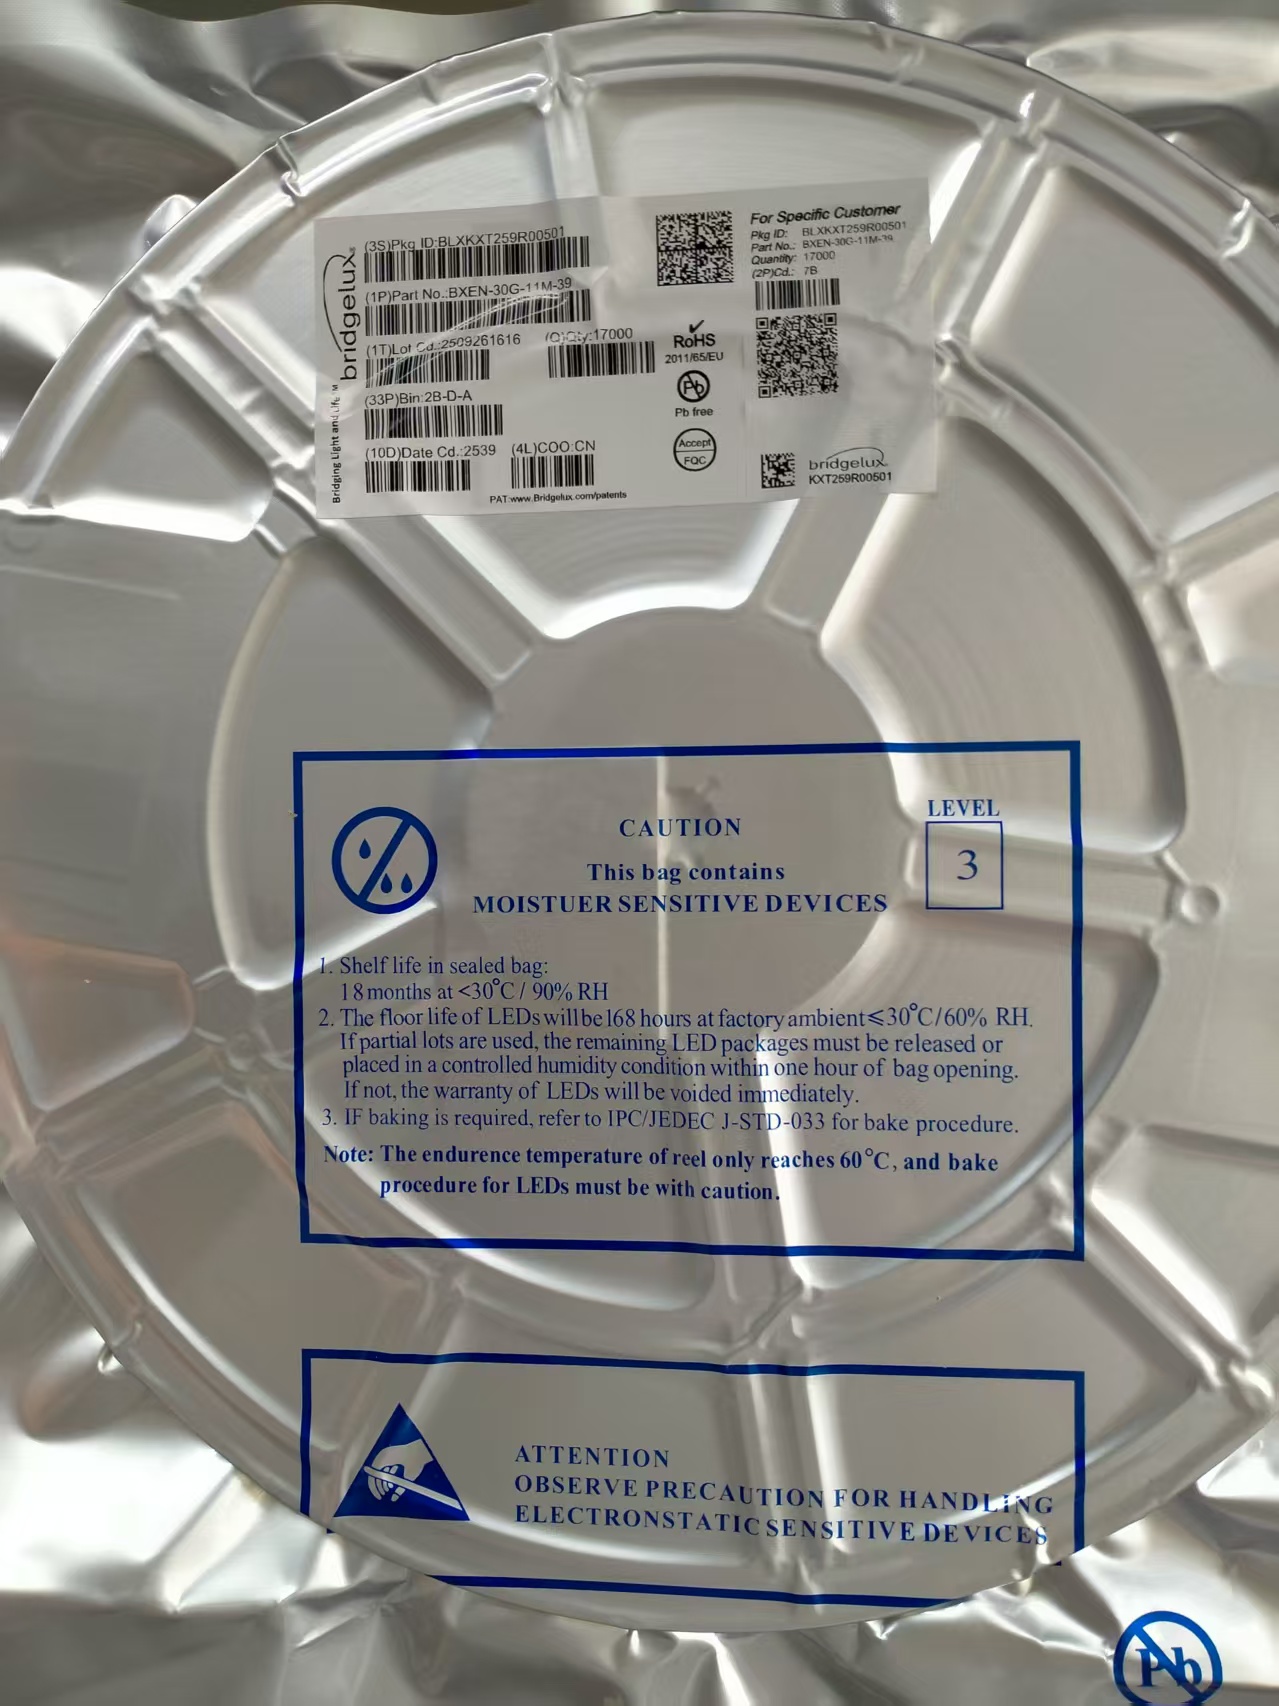 bridgelux
Bridging Light and Life™
(3S)Pkg ID:BLXKXT259R00501
(1P)Part No.:BXEN-30G-11M-39
(1T)Lot Cd.:2509261616 (Q)Qty:17000
(33P)Bin:2B-D-A
(10D)Date Cd.:2539 (4L)COO:CN
PAT:www.Bridgelux.com/patents
RoHS
2011/65/EU
Pb
Pb free
Accept
FQC
For Specific Customer
Pkg ID: BLXKXT259R00501
Part No.: BXEN-30G-11M-39
Quantity: 17000
(2P)Cd.: 7B
bridgelux
KXT259R00501
LEVEL
3
CAUTION
This bag contains
MOISTUER SENSITIVE DEVICES
1. Shelf life in sealed bag:
18 months at <30°C / 90% RH
2. The floor life of LEDs will be 168 hours at factory ambient≤30°C/60% RH.
If partial lots are used, the remaining LED packages must be released or
placed in a controlled humidity condition within one hour of bag opening.
If not, the warranty of LEDs will be voided immediately.
3. IF baking is required, refer to IPC/JEDEC J-STD-033 for bake procedure.
Note: The endurence temperature of reel only reaches 60°C, and bake
procedure for LEDs must be with caution.
ATTENTION
OBSERVE PRECAUTION FOR HANDLING
ELECTRONSTATIC SENSITIVE DEVICES
Pb